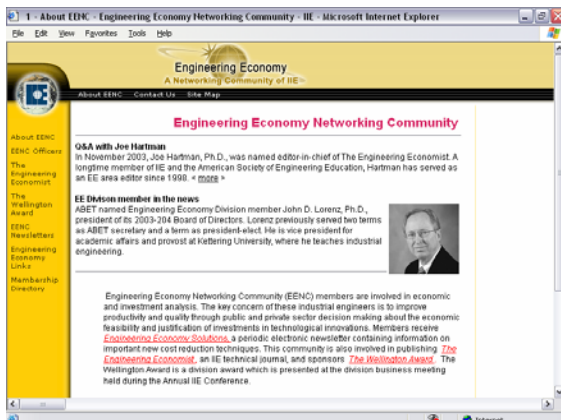 1 - About EENC - Engineering Economy Networking Community - IIE - Microsoft Internet Explorer
File Edit View Favorites Tools Help
Engineering Economy
A Networking Community of IIE
About EENC Contact Us Site Map
IIE
Engineering Economy Networking Community
About EENC
EENC Officers
The
Engineering
Economist
The
Wellington
Award
EENC
Newsletters
Engineering
Economy
Links
Membership
Directory
Q&A with Joe Hartman
In November 2003, Joe Hartman, Ph.D., was named editor-in-chief of The Engineering Economist. A
longtime member of IIE and the American Society of Engineering Education, Hartman has served as
an EE area editor since 1998. « more »
EE Divison member in the news
ABET named Engineering Economy Division member John D. Lorenz, Ph.D.,
president of its 2003-204 Board of Directors. Lorenz previously served two terms
as ABET secretary and a term as president-elect. He is vice president for
academic affairs and provost at Kettering University, where he teaches industrial
engineering.
Engineering Economy Networking Community (EENC) members are involved in economic
and investment analysis. The key concern of these industrial engineers is to improve
productivity and quality through public and private sector decision making about the economic
feasibility and justification of investments in technological innovations. Members receive
Engineering Economy Solutions, a periodic electronic newsletter containing information on
important new cost reduction techniques. This community is also involved in publishing The
Engineering Economist, an IIE technical journal, and sponsors The Wellington Award. The
Wellington Award is a division award which is presented at the division business meeting
held during the Annual IIE Conference.
Internet